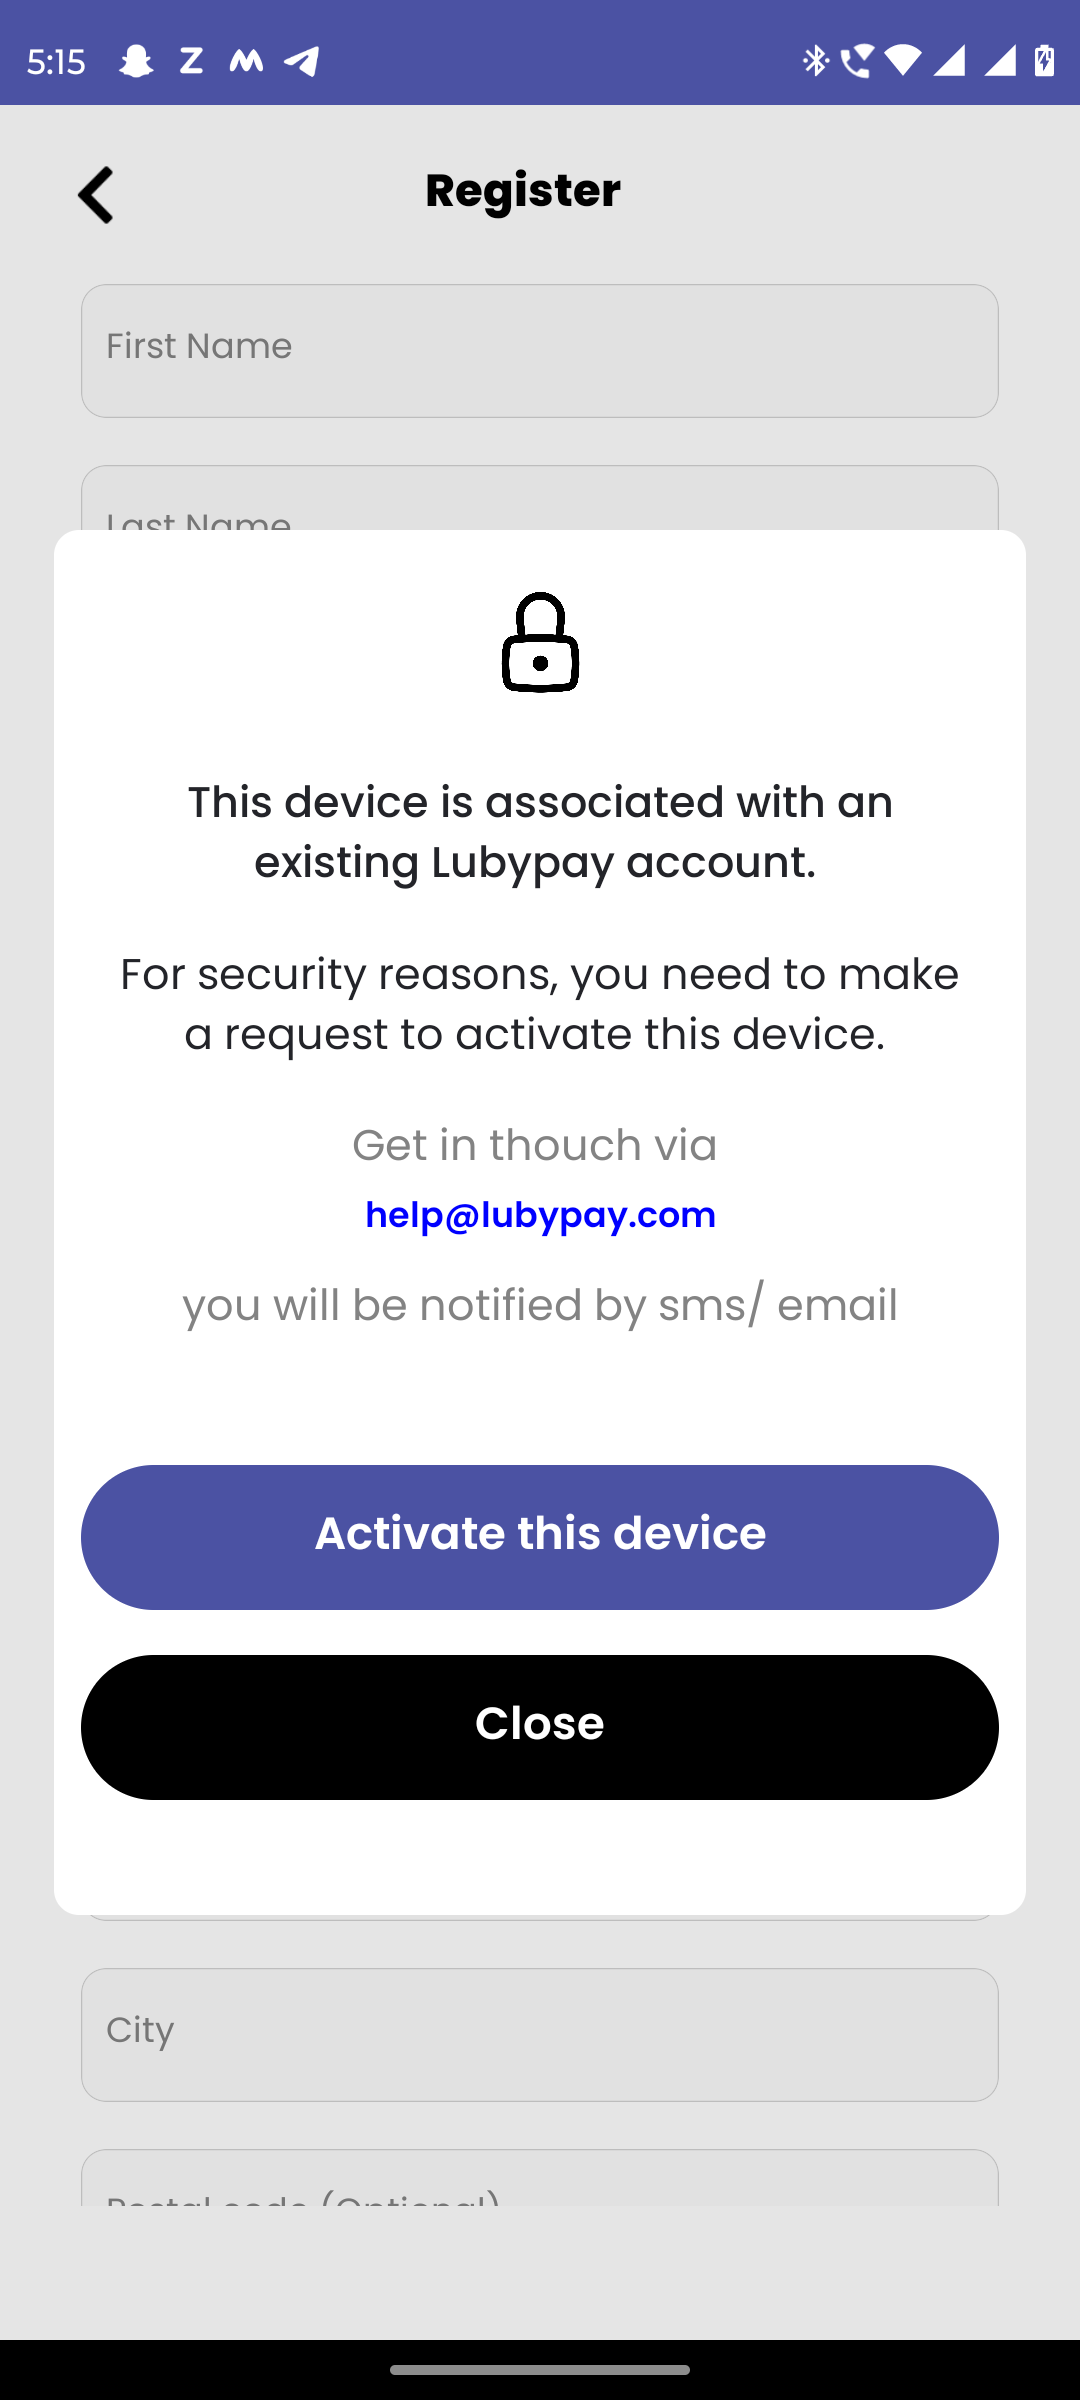 5:15
Register
First Name
Last Name
This device is associated with an
existing Lubypay account.
For security reasons, you need to make
a request to activate this device.
Get in thouch via
help@lubypay.com
you will be notified by sms/ email
Activate this device
Close
City
Postal code (Optional)